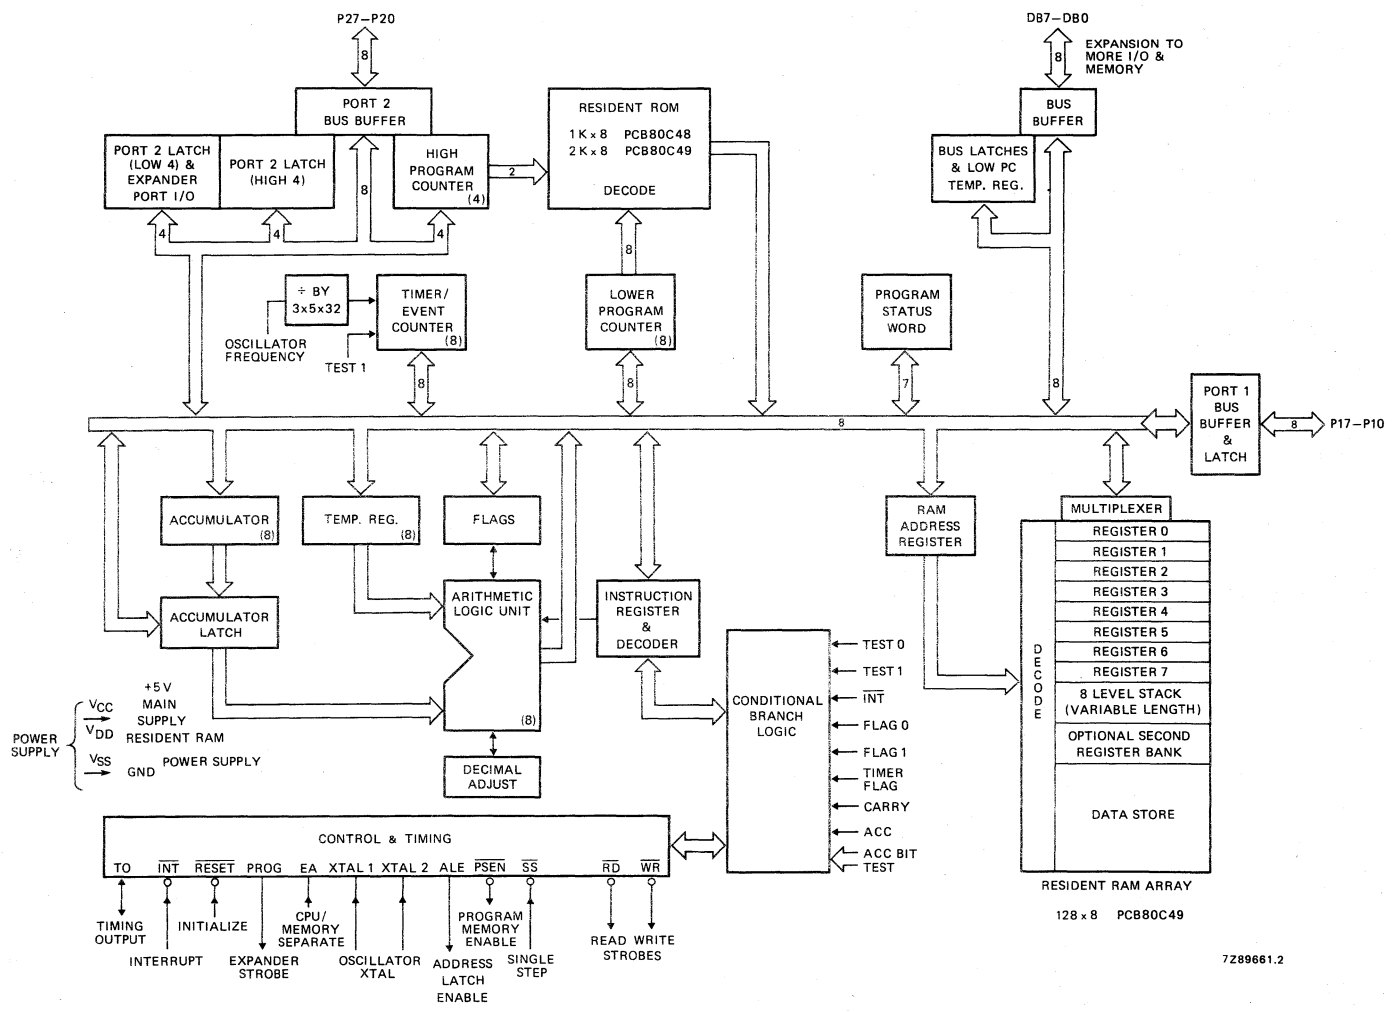 P27–P20
8
PORT 2
BUS BUFFER
PORT 2 LATCH
(LOW 4) &
EXPANDER
PORT I/O
PORT 2 LATCH
(HIGH 4)
HIGH
PROGRAM
COUNTER
(4)
8
4
4
4
2
RESIDENT ROM
1K x 8 PCB80C48
2K x 8 PCB80C49
DECODE
8
DB7–DB0
8
EXPANSION TO
MORE I/O &
MEMORY
BUS
BUFFER
BUS LATCHES
& LOW PC
TEMP. REG.
÷ BY
3x5x32
OSCILLATOR
FREQUENCY
TEST 1
TIMER/
EVENT
COUNTER
(8)
8
LOWER
PROGRAM
COUNTER
(8)
8
PROGRAM
STATUS
WORD
7
8
8
PORT 1
BUS
BUFFER
&
LATCH
8
P17–P10
ACCUMULATOR
(8)
TEMP. REG.
(8)
FLAGS
RAM
ADDRESS
REGISTER
MULTIPLEXER
REGISTER 0
REGISTER 1
REGISTER 2
REGISTER 3
REGISTER 4
REGISTER 5
REGISTER 6
REGISTER 7
8 LEVEL STACK
(VARIABLE LENGTH)
OPTIONAL SECOND
REGISTER BANK
DATA STORE
DECODE
RESIDENT RAM ARRAY
128 x 8 PCB80C49
ACCUMULATOR
LATCH
ARITHMETIC
LOGIC UNIT
(8)
INSTRUCTION
REGISTER
&
DECODER
DECIMAL
ADJUST
CONDITIONAL
BRANCH
LOGIC
TEST 0
TEST 1
INT
FLAG 0
FLAG 1
TIMER
FLAG
CARRY
ACC
ACC BIT
TEST
POWER
SUPPLY
VCC
+5 V
MAIN
SUPPLY
VDD
RESIDENT RAM
POWER SUPPLY
VSS
GND
CONTROL & TIMING
TO INT RESET PROG EA XTAL 1 XTAL 2 ALE PSEN SS RD WR
TIMING
OUTPUT
INTERRUPT
INITIALIZE
EXPANDER
STROBE
CPU/
MEMORY
SEPARATE
OSCILLATOR
XTAL
ADDRESS
LATCH
ENABLE
PROGRAM
MEMORY
ENABLE
SINGLE
STEP
READ WRITE
STROBES
7Z89661.2